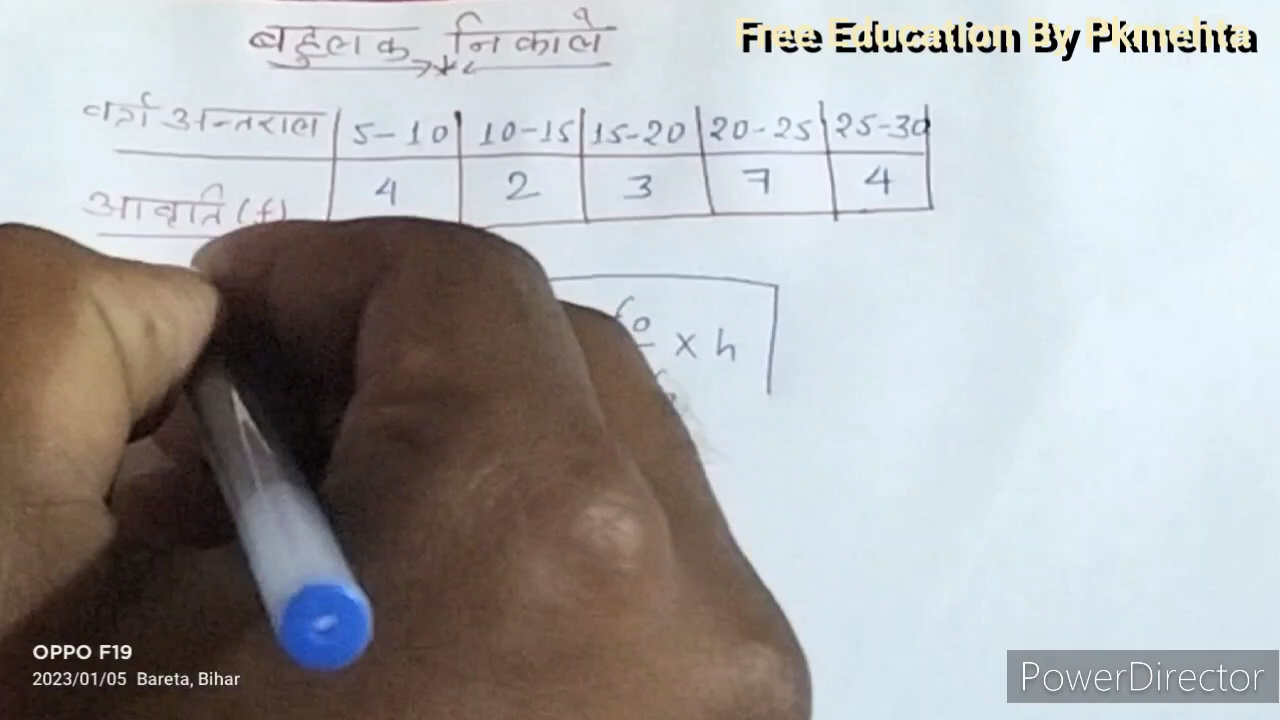 Free Education By Pkmehta
बहुलक निकाले
वर्ग अन्तराल 5-10 10-15 15-20 20-25 25-30
आवृति (f) 4 2 3 7 4
f0 × h
OPPO F19
2023/01/05 Bareta, Bihar
PowerDirector